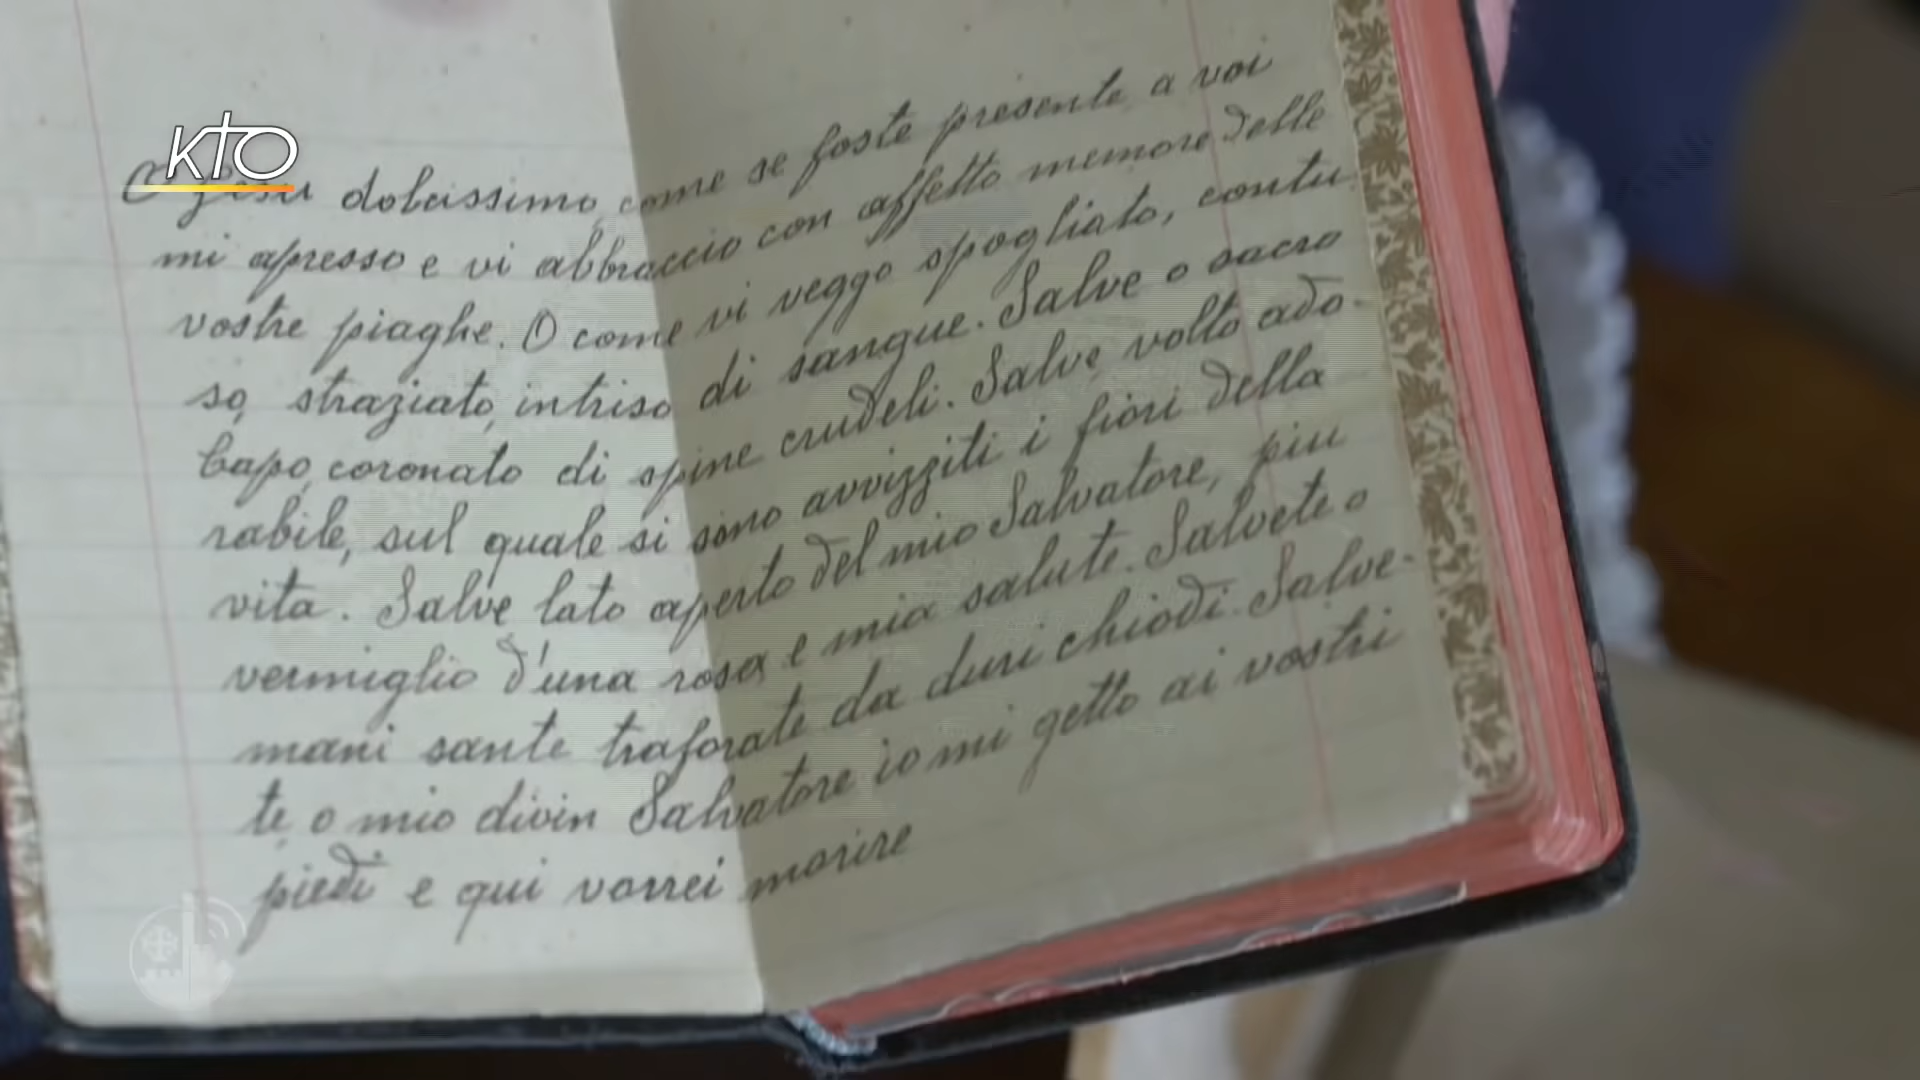 KTO
O Gesu dolcissimo, come se foste presente a voi
mi apresso e vi abbraccio con affetto memore delle
vostre piaghe. O come vi veggo spogliato, contu
so, straziato, intriso di sangue. Salve o sacro
Capo, coronato di spine crudeli. Salve, volto ado-
rabile, sul quale si sono avvizziti i fiori della
vita. Salve lato aperto del mio Salvatore, piu
vermiglio d'una rosa e mia salute. Salvete o
mani sante traforate da duri chiodi. Salve-
te, o mio divin Salvatore io mi getto ai vostri
piedi e qui vorrei morire